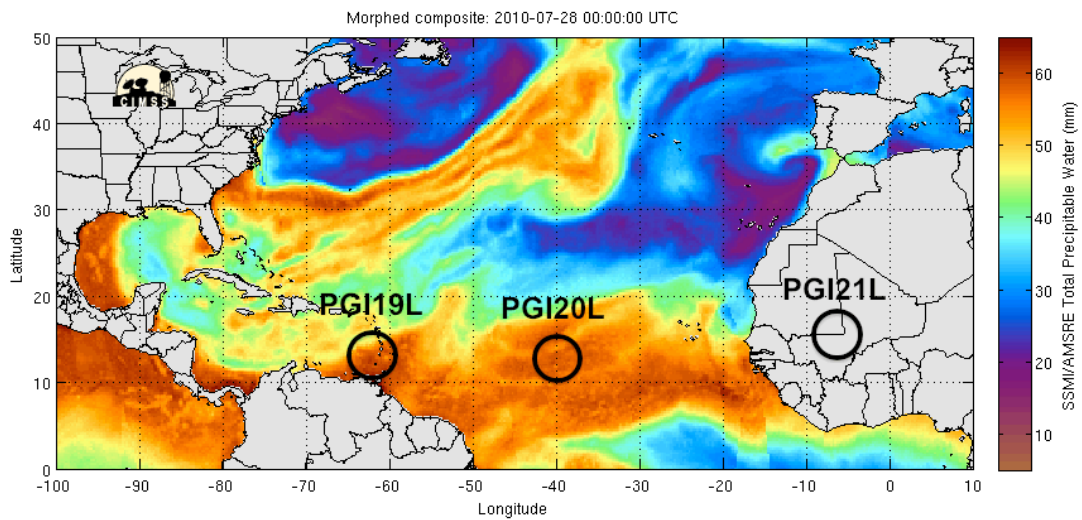 Morphed composite: 2010-07-28 00:00:00 UTC
50
40
30
20
10
0
Latitude
CIMSS
PGI19L
PGI20L
PGI21L
-100 -90 -80 -70 -60 -50 -40 -30 -20 -10 0 10
Longitude
60
50
40
30
20
10
SSMI/AMSRE Total Precipitable Water (mm)